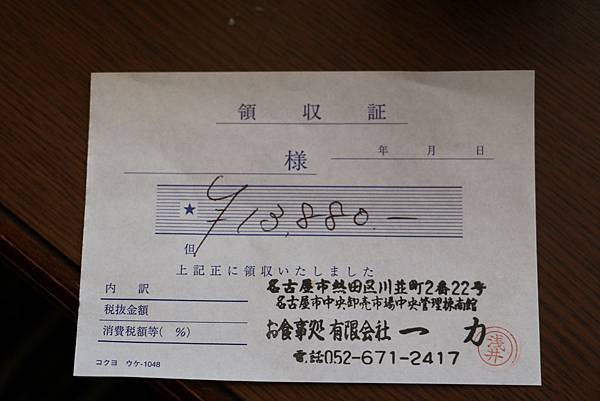 領収証
様
年 月 日
★ ¥13,880.—
但
上記正に領収いたしました
内訳
税抜金額
消費税額等( %)
コクヨ ウケ-1048
名古屋市熱田区川並町2番22号
名古屋市中央卸売市場中央管理棟南館
お食事処 有限会社 一力
電話052-671-2417
浅井